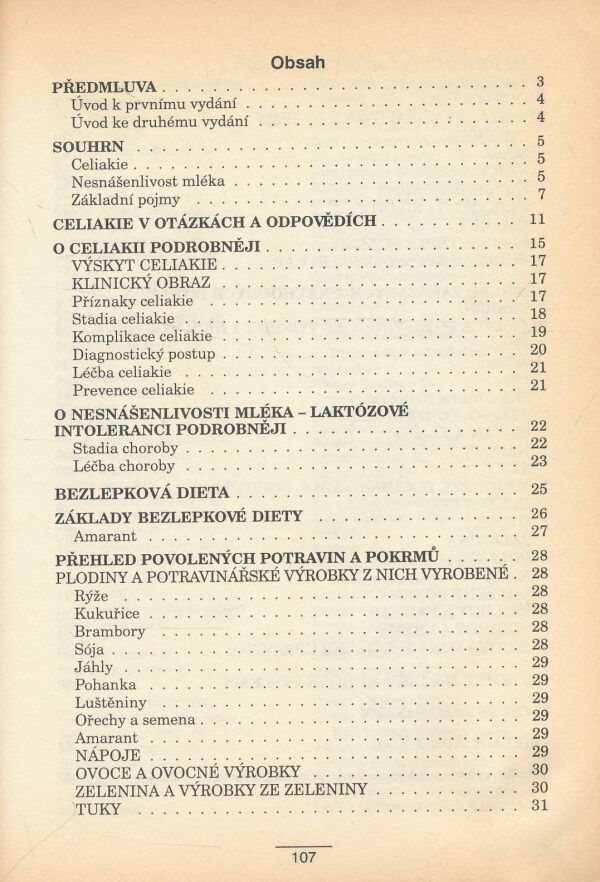 Obsah
PŘEDMLUVA . . . . . . . . . . . . . . . . . . . . . . . . . . . . . 3
Úvod k prvnímu vydání . . . . . . . . . . . . . . . . . . . . . . . 4
Úvod ke druhému vydání . . . . . . . . . . . . . . . . . . . . . . 4
SOUHRN . . . . . . . . . . . . . . . . . . . . . . . . . . . . . . 5
Celiakie . . . . . . . . . . . . . . . . . . . . . . . . . . . . . . 5
Nesnášenlivost mléka . . . . . . . . . . . . . . . . . . . . . . . . 5
Základní pojmy . . . . . . . . . . . . . . . . . . . . . . . . . . . 7
CELIAKIE V OTÁZKÁCH A ODPOVĚDÍCH . . . . . . . . . . . 11
O CELIAKII PODROBNĚJI . . . . . . . . . . . . . . . . . . . . 15
VÝSKYT CELIAKIE . . . . . . . . . . . . . . . . . . . . . . . . 17
KLINICKÝ OBRAZ . . . . . . . . . . . . . . . . . . . . . . . . 17
Příznaky celiakie . . . . . . . . . . . . . . . . . . . . . . . . . 17
Stadia celiakie . . . . . . . . . . . . . . . . . . . . . . . . . . 18
Komplikace celiakie . . . . . . . . . . . . . . . . . . . . . . . . 19
Diagnostický postup . . . . . . . . . . . . . . . . . . . . . . . . 20
Léčba celiakie . . . . . . . . . . . . . . . . . . . . . . . . . . 21
Prevence celiakie . . . . . . . . . . . . . . . . . . . . . . . . . 21
O NESNÁŠENLIVOSTI MLÉKA – LAKTÓZOVÉ
INTOLERANCI PODROBNĚJI . . . . . . . . . . . . . . . . . . 22
Stadia choroby . . . . . . . . . . . . . . . . . . . . . . . . . . 22
Léčba choroby . . . . . . . . . . . . . . . . . . . . . . . . . . 23
BEZLEPKOVÁ DIETA . . . . . . . . . . . . . . . . . . . . . . 25
ZÁKLADY BEZLEPKOVÉ DIETY . . . . . . . . . . . . . . . . 26
Amarant . . . . . . . . . . . . . . . . . . . . . . . . . . . . . 27
PŘEHLED POVOLENÝCH POTRAVIN A POKRMŮ . . . . . . 28
PLODINY A POTRAVINÁŘSKÉ VÝROBKY Z NICH VYROBENÉ . 28
Rýže . . . . . . . . . . . . . . . . . . . . . . . . . . . . . . . 28
Kukuřice . . . . . . . . . . . . . . . . . . . . . . . . . . . . . 28
Brambory . . . . . . . . . . . . . . . . . . . . . . . . . . . . 28
Sója . . . . . . . . . . . . . . . . . . . . . . . . . . . . . . . 28
Jáhly . . . . . . . . . . . . . . . . . . . . . . . . . . . . . . 29
Pohanka . . . . . . . . . . . . . . . . . . . . . . . . . . . . . 29
Luštěniny . . . . . . . . . . . . . . . . . . . . . . . . . . . . 29
Ořechy a semena . . . . . . . . . . . . . . . . . . . . . . . . . 29
Amarant . . . . . . . . . . . . . . . . . . . . . . . . . . . . . 29
NÁPOJE . . . . . . . . . . . . . . . . . . . . . . . . . . . . . 29
OVOCE A OVOCNÉ VÝROBKY . . . . . . . . . . . . . . . . . 30
ZELENINA A VÝROBKY ZE ZELENINY . . . . . . . . . . . . 30
TUKY . . . . . . . . . . . . . . . . . . . . . . . . . . . . . . 31
107